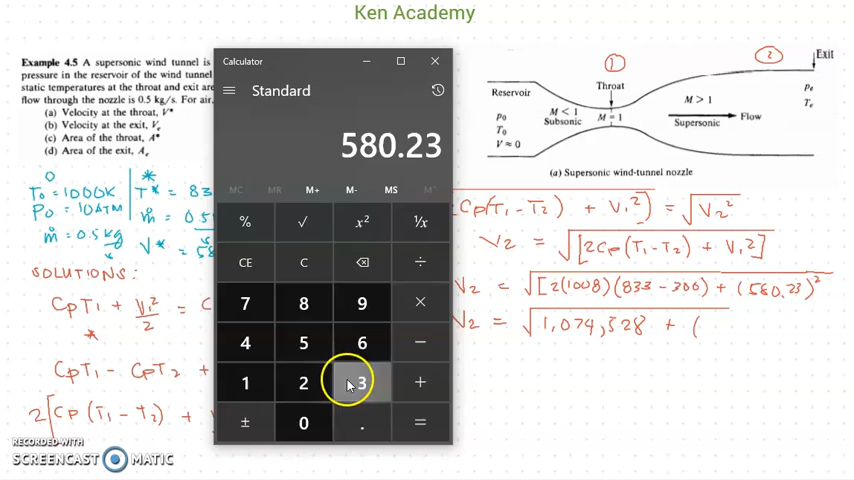 Ken Academy
Example 4.5 A supersonic wind tunnel is
pressure in the reservoir of the wind tunnel
static temperatures at the throat and exit are
flow through the nozzle is 0.5 kg/s. For air,
(a) Velocity at the throat, V*
(b) Velocity at the exit, Vₑ
(c) Area of the throat, A*
(d) Area of the exit, Aₑ
0
T₀ = 1000K
P₀ = 10ATM
ṁ = 0.5 kg/s
*
T* = 83
ṁ = 0.5
V* = 58
SOLUTIONS:
CpT₁ + V₁²/2 = C
*
CpT₁ - CpT₂ +
2[Cp(T₁ - T₂) +
Calculator
Standard
580.23
MC MR M+ M- MS M˅
% √ x² ¹/x
CE C ÷
7 8 9 ×
4 5 6 −
1 2 3 +
± 0 . =
①
②
Exit
Reservoir
Throat
p₀
T₀
V ≈ 0
M < 1
Subsonic
M = 1
M > 1
Supersonic
Flow
pₑ
Tₑ
(a) Supersonic wind-tunnel nozzle
Cp(T₁ - T₂) + V₁²] = √V₂²
V₂ = √[2Cp(T₁ - T₂) + V₁²]
V₂ = √[2(1008)(833 - 300) + (580.23)²
V₂ = √1,074,528 + (
RECORDED WITH
SCREENCAST MATIC